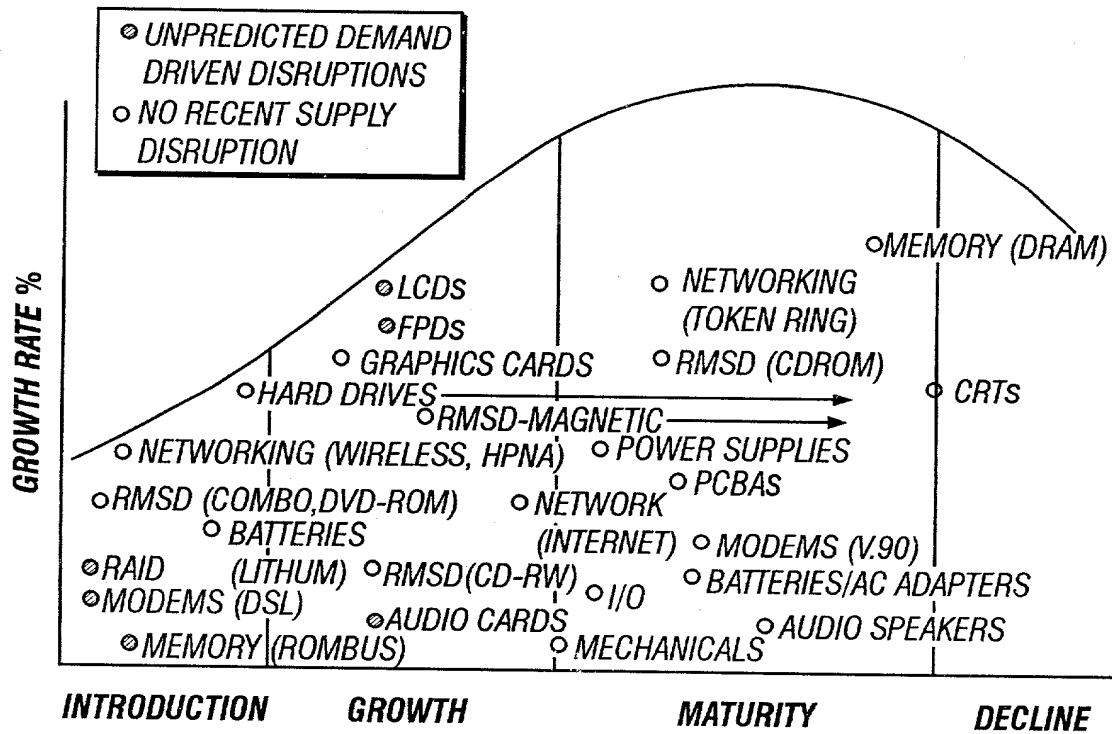 UNPREDICTED DEMAND
DRIVEN DISRUPTIONS
NO RECENT SUPPLY
DISRUPTION
GROWTH RATE %
MEMORY (DRAM)
LCDs
NETWORKING
(TOKEN RING)
FPDs
GRAPHICS CARDS
RMSD (CDROM)
HARD DRIVES
CRTs
RMSD-MAGNETIC
NETWORKING (WIRELESS, HPNA)
POWER SUPPLIES
PCBAs
RMSD (COMBO,DVD-ROM)
NETWORK
(INTERNET)
BATTERIES
(LITHUM)
MODEMS (V.90)
RAID
RMSD(CD-RW)
BATTERIES/AC ADAPTERS
MODEMS (DSL)
I/O
AUDIO CARDS
AUDIO SPEAKERS
MEMORY (ROMBUS)
MECHANICALS
INTRODUCTION
GROWTH
MATURITY
DECLINE